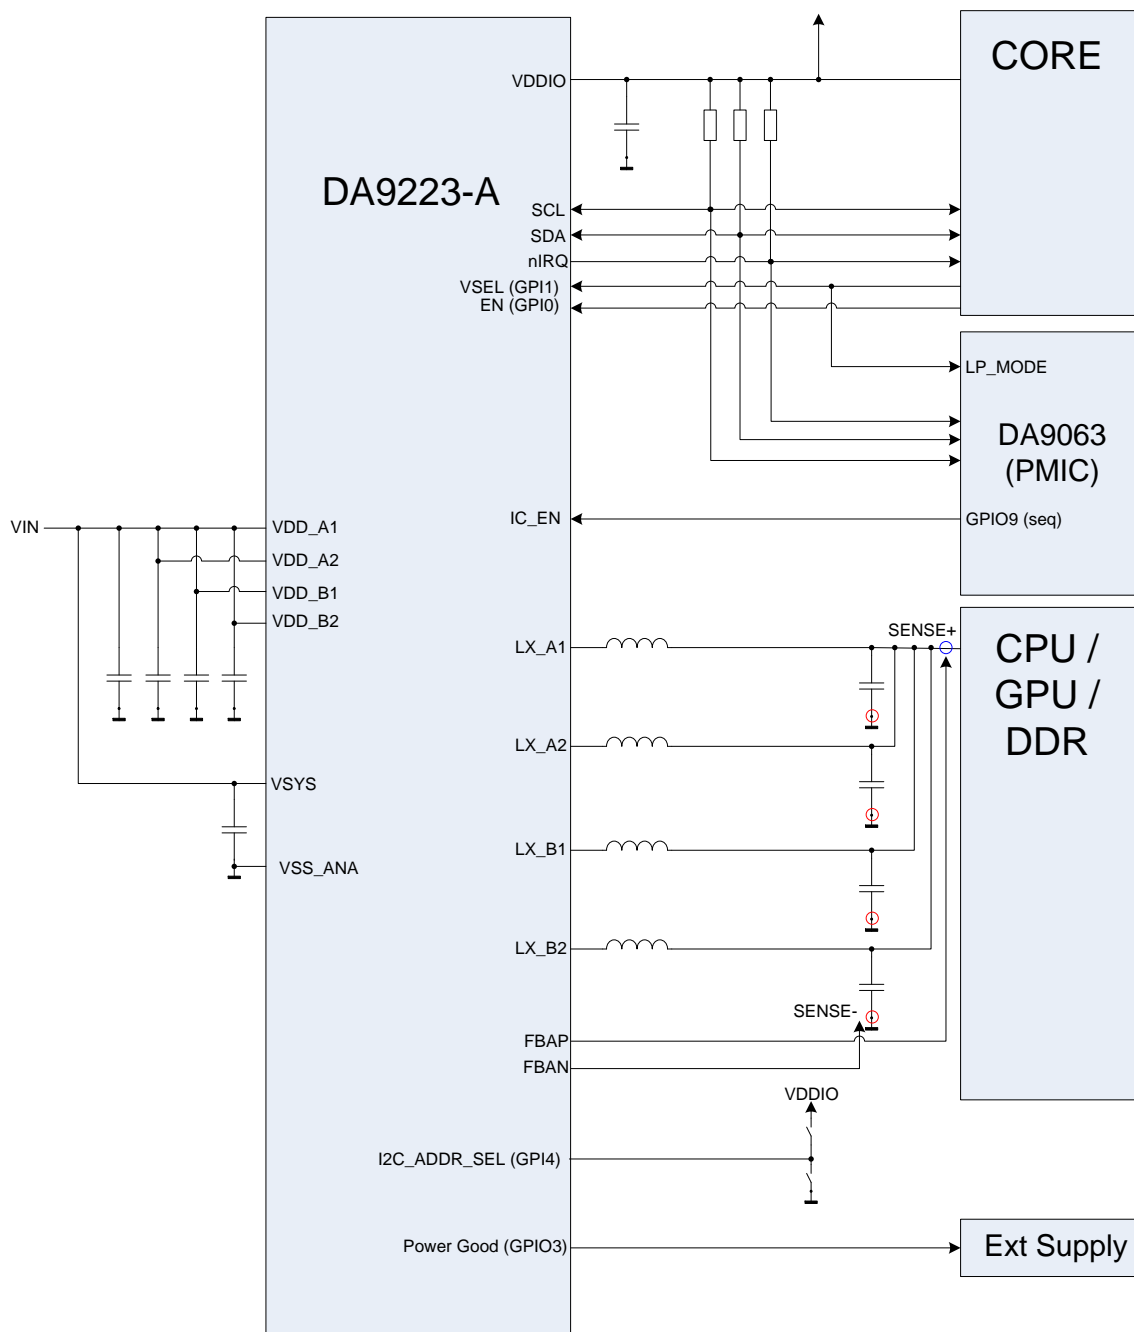 CORE
VDDIO
DA9223-A
SCL
SDA
nIRQ
VSEL (GPI1)
EN (GPI0)
LP_MODE
DA9063
(PMIC)
VIN
VDD_A1
IC_EN
GPIO9 (seq)
VDD_A2
VDD_B1
VDD_B2
LX_A1
SENSE+
CPU /
GPU /
DDR
LX_A2
VSYS
LX_B1
VSS_ANA
LX_B2
SENSE-
FBAP
FBAN
VDDIO
I2C_ADDR_SEL (GPI4)
Power Good (GPIO3)
Ext Supply